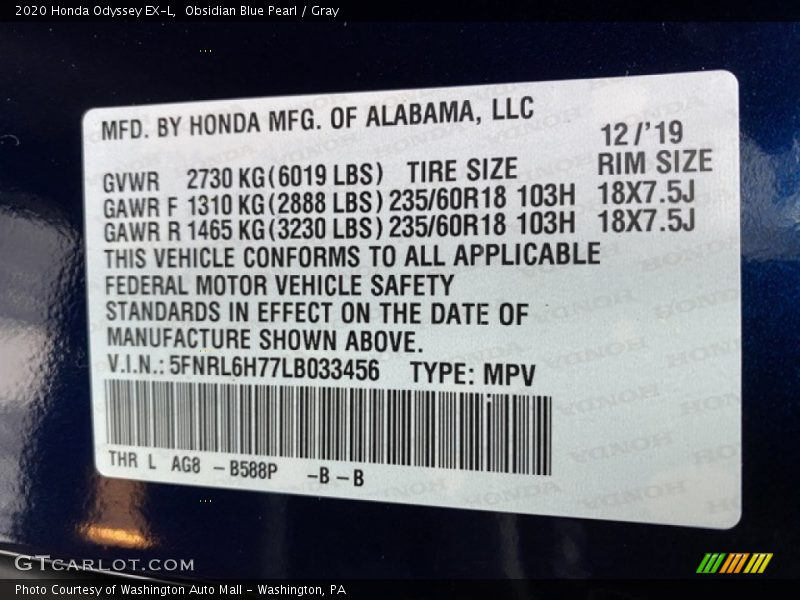 2020 Honda Odyssey EX-L,  Obsidian Blue Pearl / Gray
MFD. BY HONDA MFG. OF ALABAMA, LLC
12/'19
GVWR 2730 KG(6019 LBS) TIRE SIZE RIM SIZE
GAWR F 1310 KG(2888 LBS) 235/60R18 103H 18X7.5J
GAWR R 1465 KG(3230 LBS) 235/60R18 103H 18X7.5J
THIS VEHICLE CONFORMS TO ALL APPLICABLE
FEDERAL MOTOR VEHICLE SAFETY
STANDARDS IN EFFECT ON THE DATE OF
MANUFACTURE SHOWN ABOVE.
V.I.N.: 5FNRL6H77LB033456 TYPE: MPV
THR L AG8 -B588P -B-B
GTCARLOT.COM
Photo Courtesy of Washington Auto Mall - Washington, PA